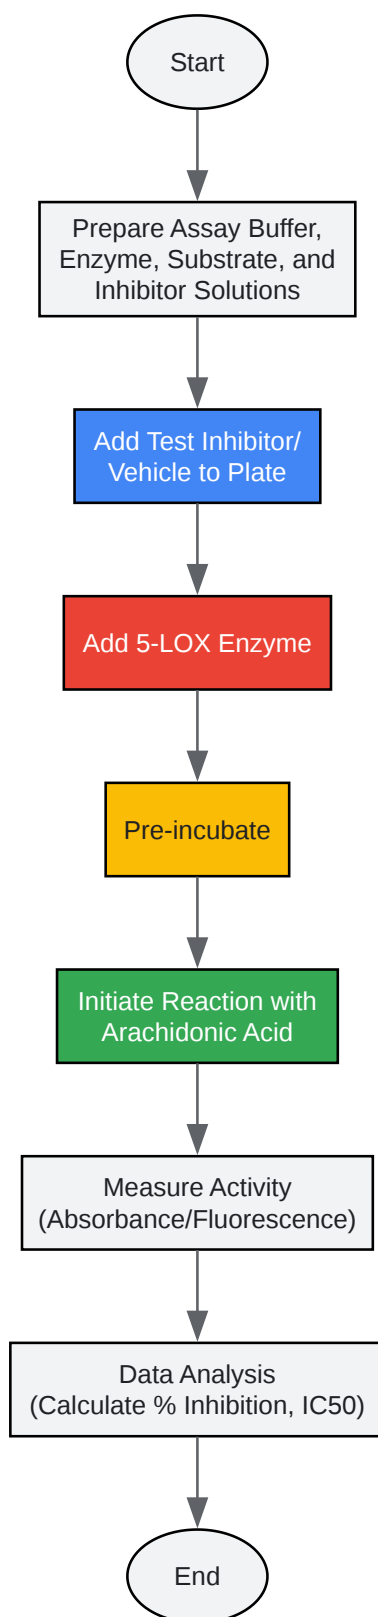 Start
Prepare Assay Buffer,
Enzyme, Substrate, and
Inhibitor Solutions
Add Test Inhibitor/
Vehicle to Plate
Add 5-LOX Enzyme
Pre-incubate
Initiate Reaction with
Arachidonic Acid
Measure Activity
(Absorbance/Fluorescence)
Data Analysis
(Calculate % Inhibition, IC50)
End